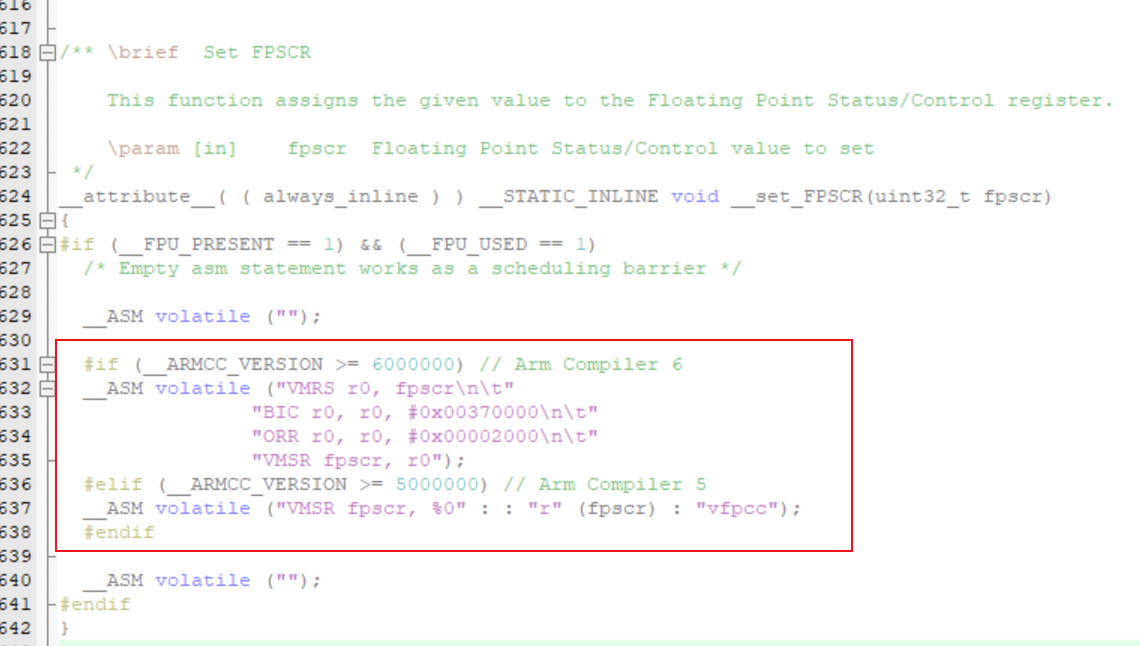 616
617
618 /** \brief  Set FPSCR
619
620     This function assigns the given value to the Floating Point Status/Control register.
621
622     \param [in]    fpscr  Floating Point Status/Control value to set
623  */
624 __attribute__( ( always_inline ) ) __STATIC_INLINE void __set_FPSCR(uint32_t fpscr)
625 {
626 #if (__FPU_PRESENT == 1) && (__FPU_USED == 1)
627   /* Empty asm statement works as a scheduling barrier */
628
629   __ASM volatile ("");
630
631   #if (__ARMCC_VERSION >= 6000000) // Arm Compiler 6
632   __ASM volatile ("VMRS r0, fpscr\n\t"
633                 "BIC r0, r0, #0x00370000\n\t"
634                 "ORR r0, r0, #0x00002000\n\t"
635                 "VMSR fpscr, r0");
636   #elif (__ARMCC_VERSION >= 5000000) // Arm Compiler 5
637   __ASM volatile ("VMSR fpscr, %0" : : "r" (fpscr) : "vfpcc");
638   #endif
639
640   __ASM volatile ("");
641 #endif
642 }